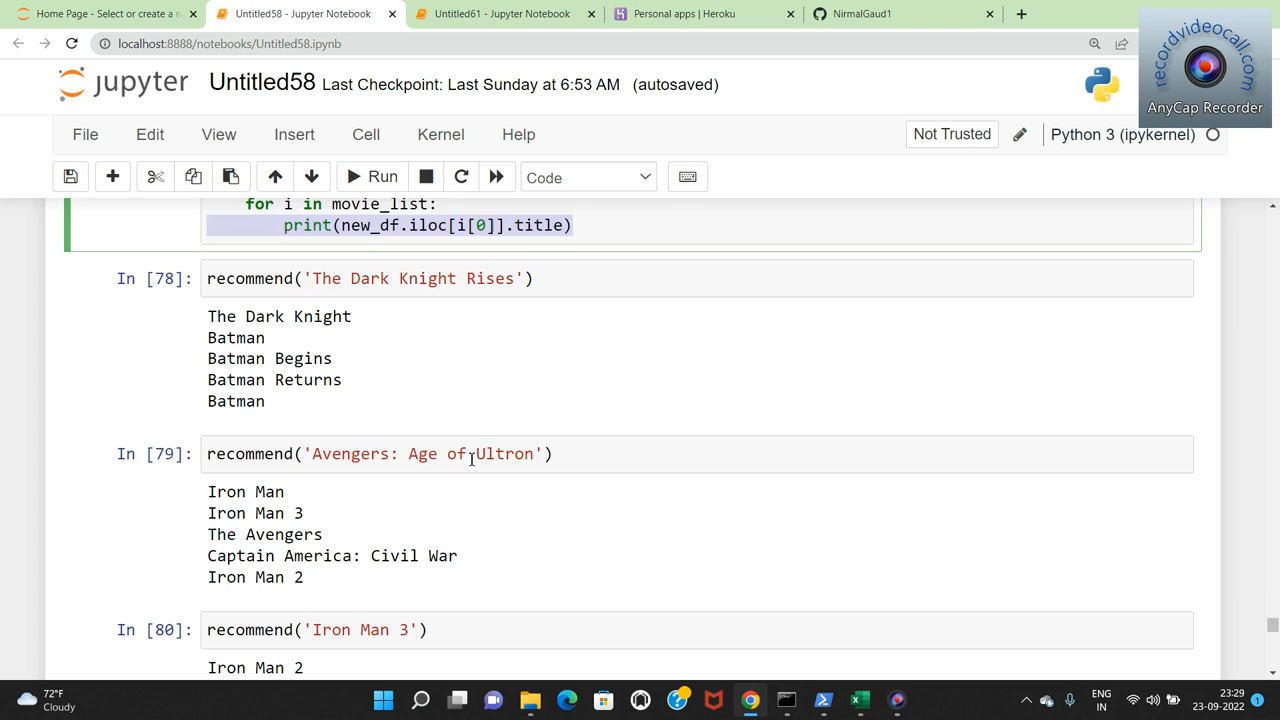 Home Page - Select or create a n
Untitled58 - Jupyter Notebook
Untitled61 - Jupyter Notebook
Personal apps | Heroku
NirmalGaud1
localhost:8888/notebooks/Untitled58.ipynb
recordvideocall.com
AnyCap Recorder
jupyter Untitled58 Last Checkpoint: Last Sunday at 6:53 AM (autosaved)
File Edit View Insert Cell Kernel Help
Not Trusted
Python 3 (ipykernel)
Run
Code
for i in movie_list:
print(new_df.iloc[i[0]].title)
In [78]: recommend('The Dark Knight Rises')
The Dark Knight
Batman
Batman Begins
Batman Returns
Batman
In [79]: recommend('Avengers: Age of Ultron')
Iron Man
Iron Man 3
The Avengers
Captain America: Civil War
Iron Man 2
In [80]: recommend('Iron Man 3')
Iron Man 2
72°F
Cloudy
ENG
IN
23:29
23-09-2022
1